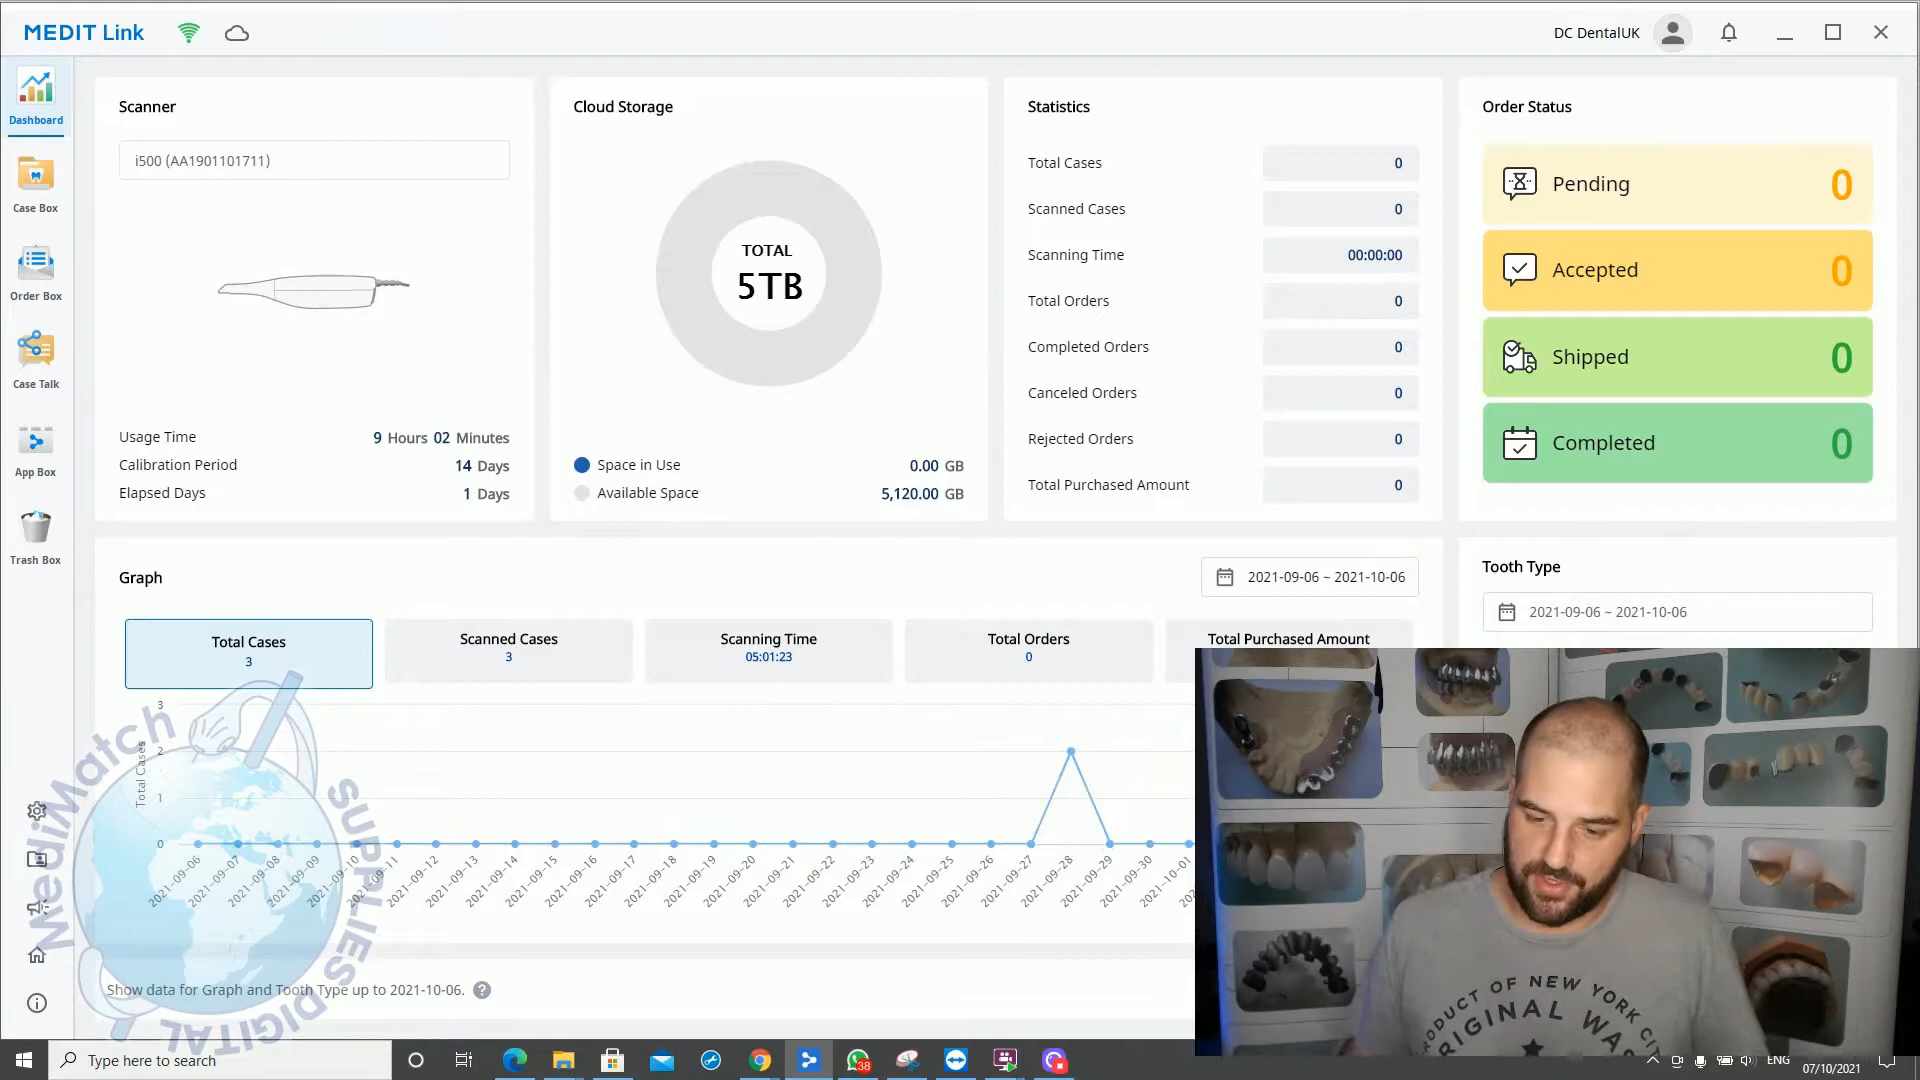 MEDIT Link
DC DentalUK
Dashboard
Case Box
Order Box
Case Talk
App Box
Trash Box
Scanner
i500 (AA1901101711)
Usage Time 9 Hours 02 Minutes
Calibration Period 14 Days
Elapsed Days 1 Days
Cloud Storage
TOTAL
5TB
Space in Use 0.00 GB
Available Space 5,120.00 GB
Statistics
Total Cases 0
Scanned Cases 0
Scanning Time 00:00:00
Total Orders 0
Completed Orders 0
Canceled Orders 0
Rejected Orders 0
Total Purchased Amount 0
Order Status
Pending 0
Accepted 0
Shipped 0
Completed 0
Graph
2021-09-06 ~ 2021-10-06
Total Cases
3
Scanned Cases
3
Scanning Time
05:01:23
Total Orders
0
Total Purchased Amount
Total Cases
3
2
1
0
2021-09-06
2021-09-07
2021-09-08
2021-09-09
2021-09-10
2021-09-11
2021-09-12
2021-09-13
2021-09-14
2021-09-15
2021-09-16
2021-09-17
2021-09-18
2021-09-19
2021-09-20
2021-09-21
2021-09-22
2021-09-23
2021-09-24
2021-09-25
2021-09-26
2021-09-27
2021-09-28
2021-09-29
2021-09-30
2021-10-01
Tooth Type
2021-09-06 ~ 2021-10-06
Show data for Graph and Tooth Type up to 2021-10-06. ?
MediMatch
DIGITAL
SUPPLIES
PRODUCT OF NEW YORK CITY
ORIGINAL
Type here to search
38
ENG
07/10/2021